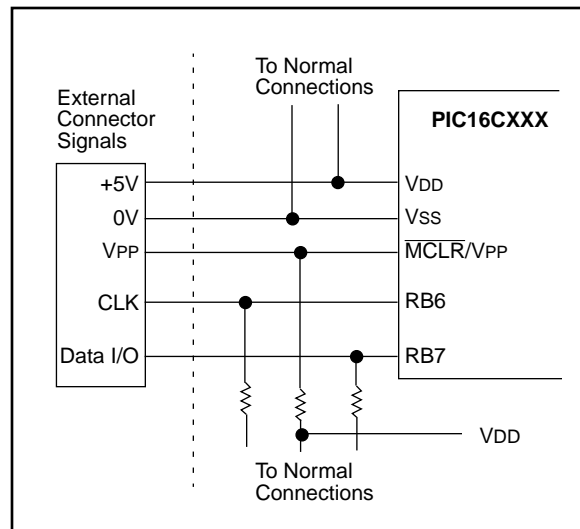 To Normal
Connections
External
Connector
Signals
PIC16CXXX
+5V
VDD
0V
VSS
VPP
MCLR/VPP
CLK
RB6
Data I/O
RB7
VDD
To Normal
Connections